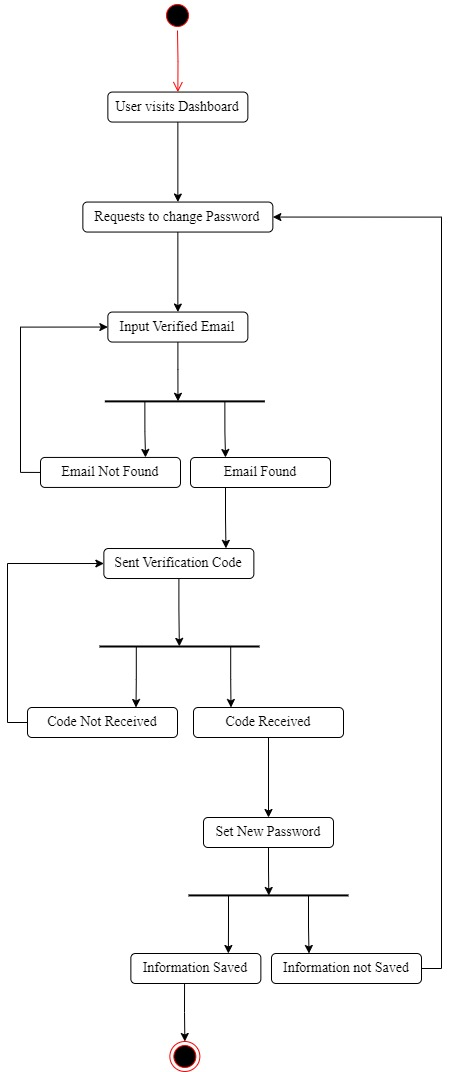 User visits Dashboard
Requests to change Password
Input Verified Email
Email Not Found
Email Found
Sent Verification Code
Code Not Received
Code Received
Set New Password
Information Saved
Information not Saved